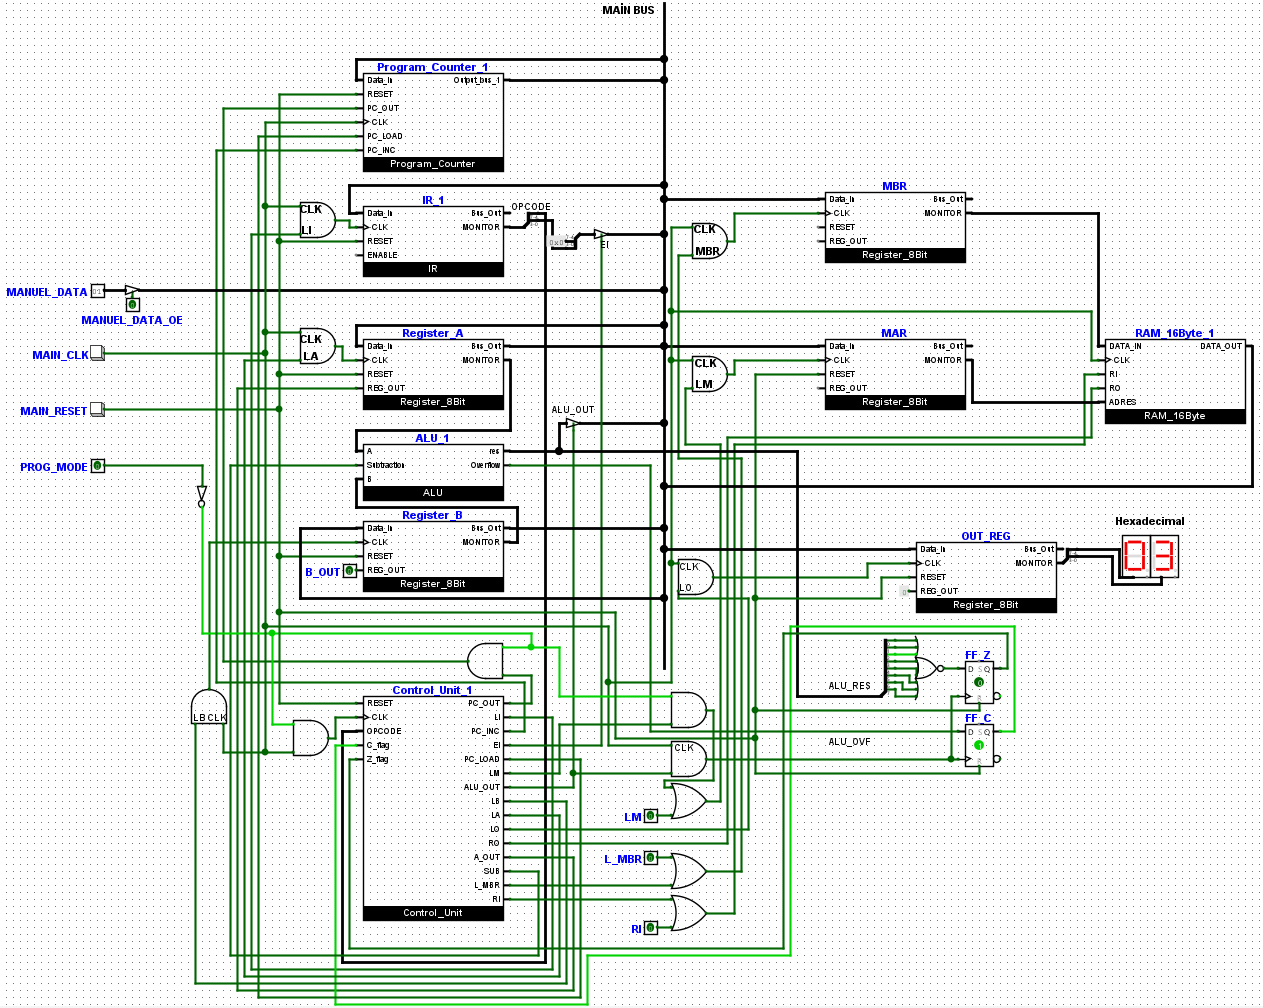 MAİN BUS
Program_Counter_1
Data_In
Output_bus_1
RESET
PC_OUT
CLK
PC_LOAD
PC_INC
Program_Counter
IR_1
Data_In
Bus_Out
CLK
MONITOR
RESET
ENABLE
IR
CLK
LI
OPCODE
EI
MBR
Data_In
Bus_Out
CLK
MONITOR
RESET
REG_OUT
Register_8Bit
CLK
MBR
MANUEL_DATA
MANUEL_DATA_OE
MAIN_CLK
MAIN_RESET
PROG_MODE
CLK
LA
Register_A
Data_In
Bus_Out
CLK
MONITOR
RESET
REG_OUT
Register_8Bit
CLK
LM
MAR
Data_In
Bus_Out
CLK
MONITOR
RESET
REG_OUT
Register_8Bit
RAM_16Byte_1
DATA_IN
DATA_OUT
CLK
RI
RO
ADRES
RAM_16Byte
ALU_OUT
ALU_1
A
res
Subtraction
Overflow
B
ALU
Register_B
Data_In
Bus_Out
CLK
MONITOR
RESET
REG_OUT
Register_8Bit
B_OUT
CLK
LO
OUT_REG
Data_In
Bus_Out
CLK
MONITOR
RESET
REG_OUT
Register_8Bit
Hexadecimal
03
LB CLK
Control_Unit_1
RESET
PC_OUT
CLK
LI
OPCODE
PC_INC
C_flag
EI
Z_flag
PC_LOAD
LM
ALU_OUT
LB
LA
LO
RO
A_OUT
SUB
L_MBR
RI
Control_Unit
CLK
ALU_RES
ALU_OVF
FF_Z
D S Q
0
R
FF_C
D S Q
1
R
LM
L_MBR
RI